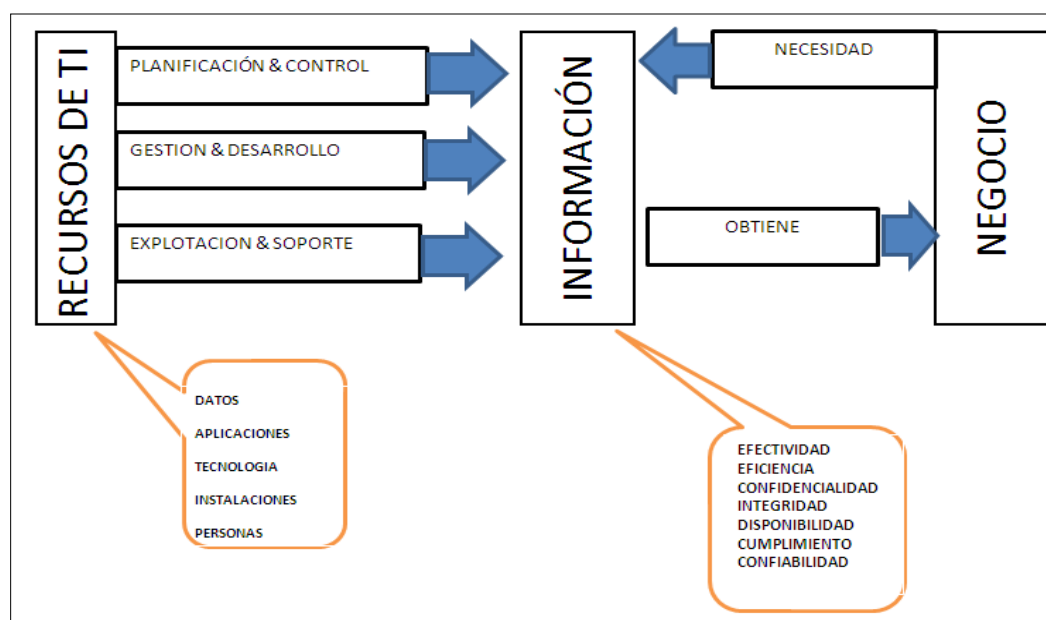 RECURSOS DE TI
PLANIFICACIÓN & CONTROL
GESTION & DESARROLLO
EXPLOTACION & SOPORTE
INFORMACIÓN
NECESIDAD
OBTIENE
NEGOCIO
DATOS
APLICACIONES
TECNOLOGIA
INSTALACIONES
PERSONAS
EFECTIVIDAD
EFICIENCIA
CONFIDENCIALIDAD
INTEGRIDAD
DISPONIBILIDAD
CUMPLIMIENTO
CONFIABILIDAD